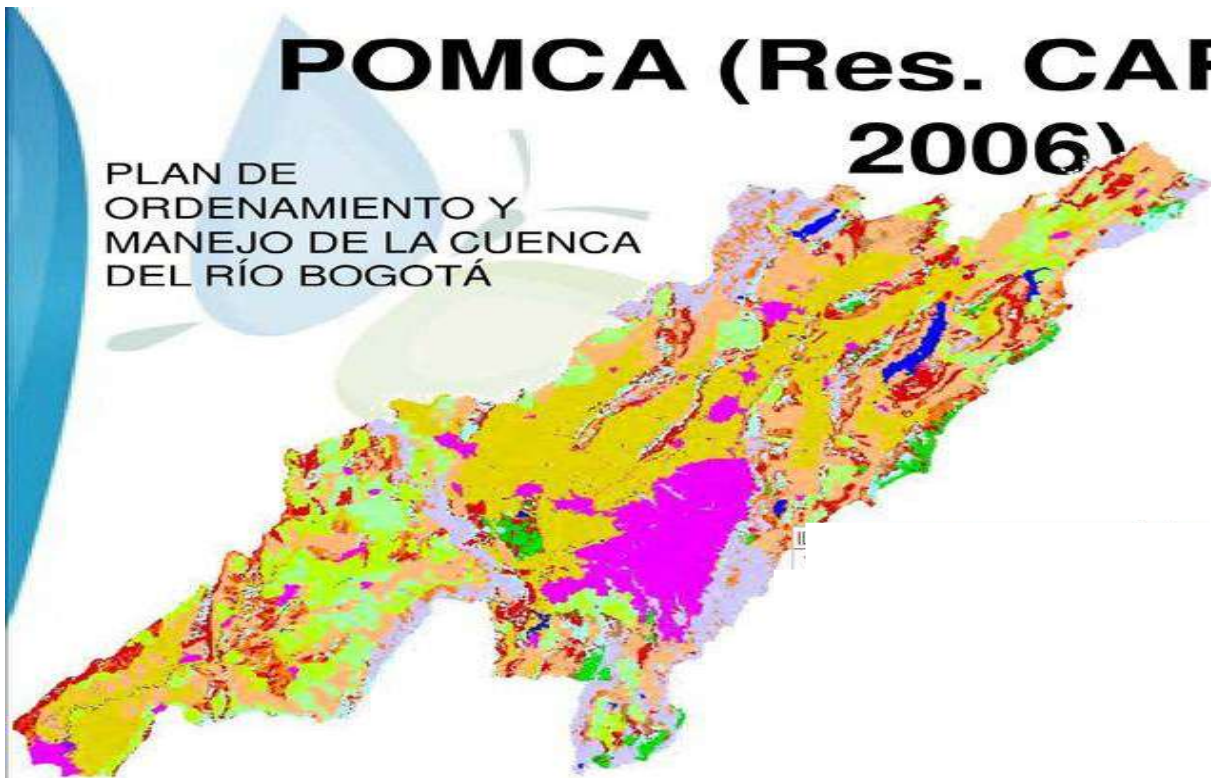 POMCA (Res. CAR
2006)
PLAN DE
ORDENAMIENTO Y
MANEJO DE LA CUENCA
DEL RÍO BOGOTÁ